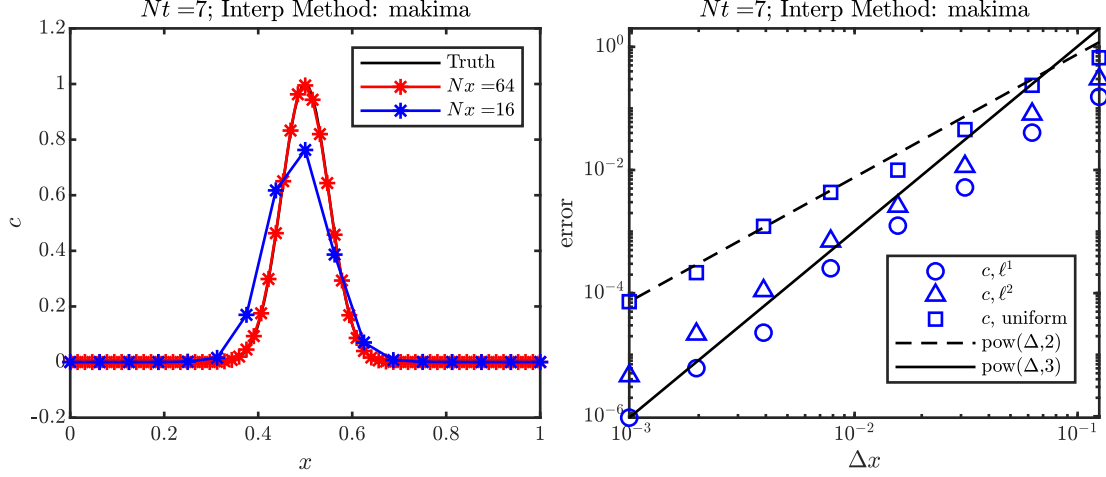 Nt =7; Interp Method: makima
1.2
1
0.8
0.6
0.4
0.2
0
-0.2
c
0
0.2
0.4
0.6
0.8
1
x
Truth
Nx =64
Nx =16
Nt =7; Interp Method: makima
10^0
10^-2
10^-4
10^-6
error
10^-3
10^-2
10^-1
Δx
c, ℓ^1
c, ℓ^2
c, uniform
pow(Δ,2)
pow(Δ,3)